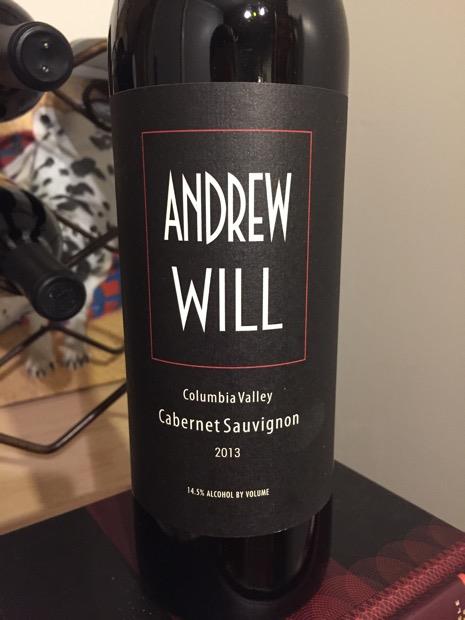 ANDREW
WILL
Columbia Valley
Cabernet Sauvignon
2013
14.5% ALCOHOL BY VOLUME